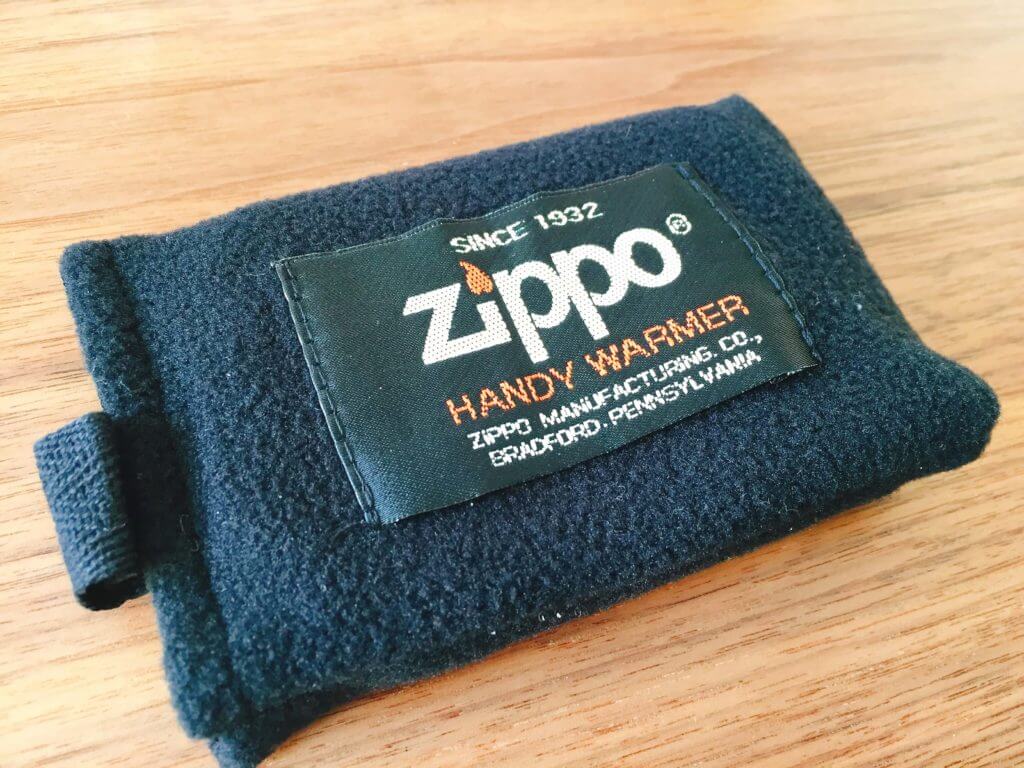 SINCE 1932
zippo®
HANDY WARMER
ZIPPO MANUFACTURING.CO.,
BRADFORD.PENNSYLVANIA